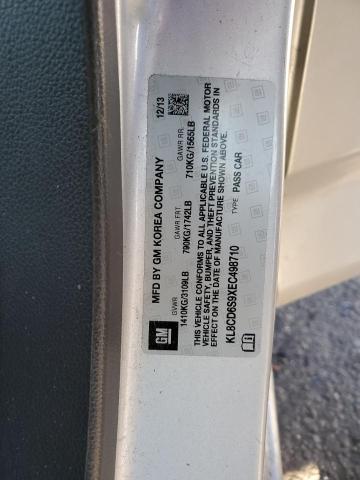 MFD BY GM KOREA COMPANY 12/13
GVWR GAWR FRT GAWR RR
1410KG/3109LB 790KG/1742LB 710KG/1565LB
THIS VEHICLE CONFORMS TO ALL APPLICABLE U.S. FEDERAL MOTOR
VEHICLE SAFETY, BUMPER, AND THEFT PREVENTION STANDARDS IN
EFFECT ON THE DATE OF MANUFACTURE SHOWN ABOVE.
KL8CD6S9XEC498710 TYPE: PASS CAR
GM